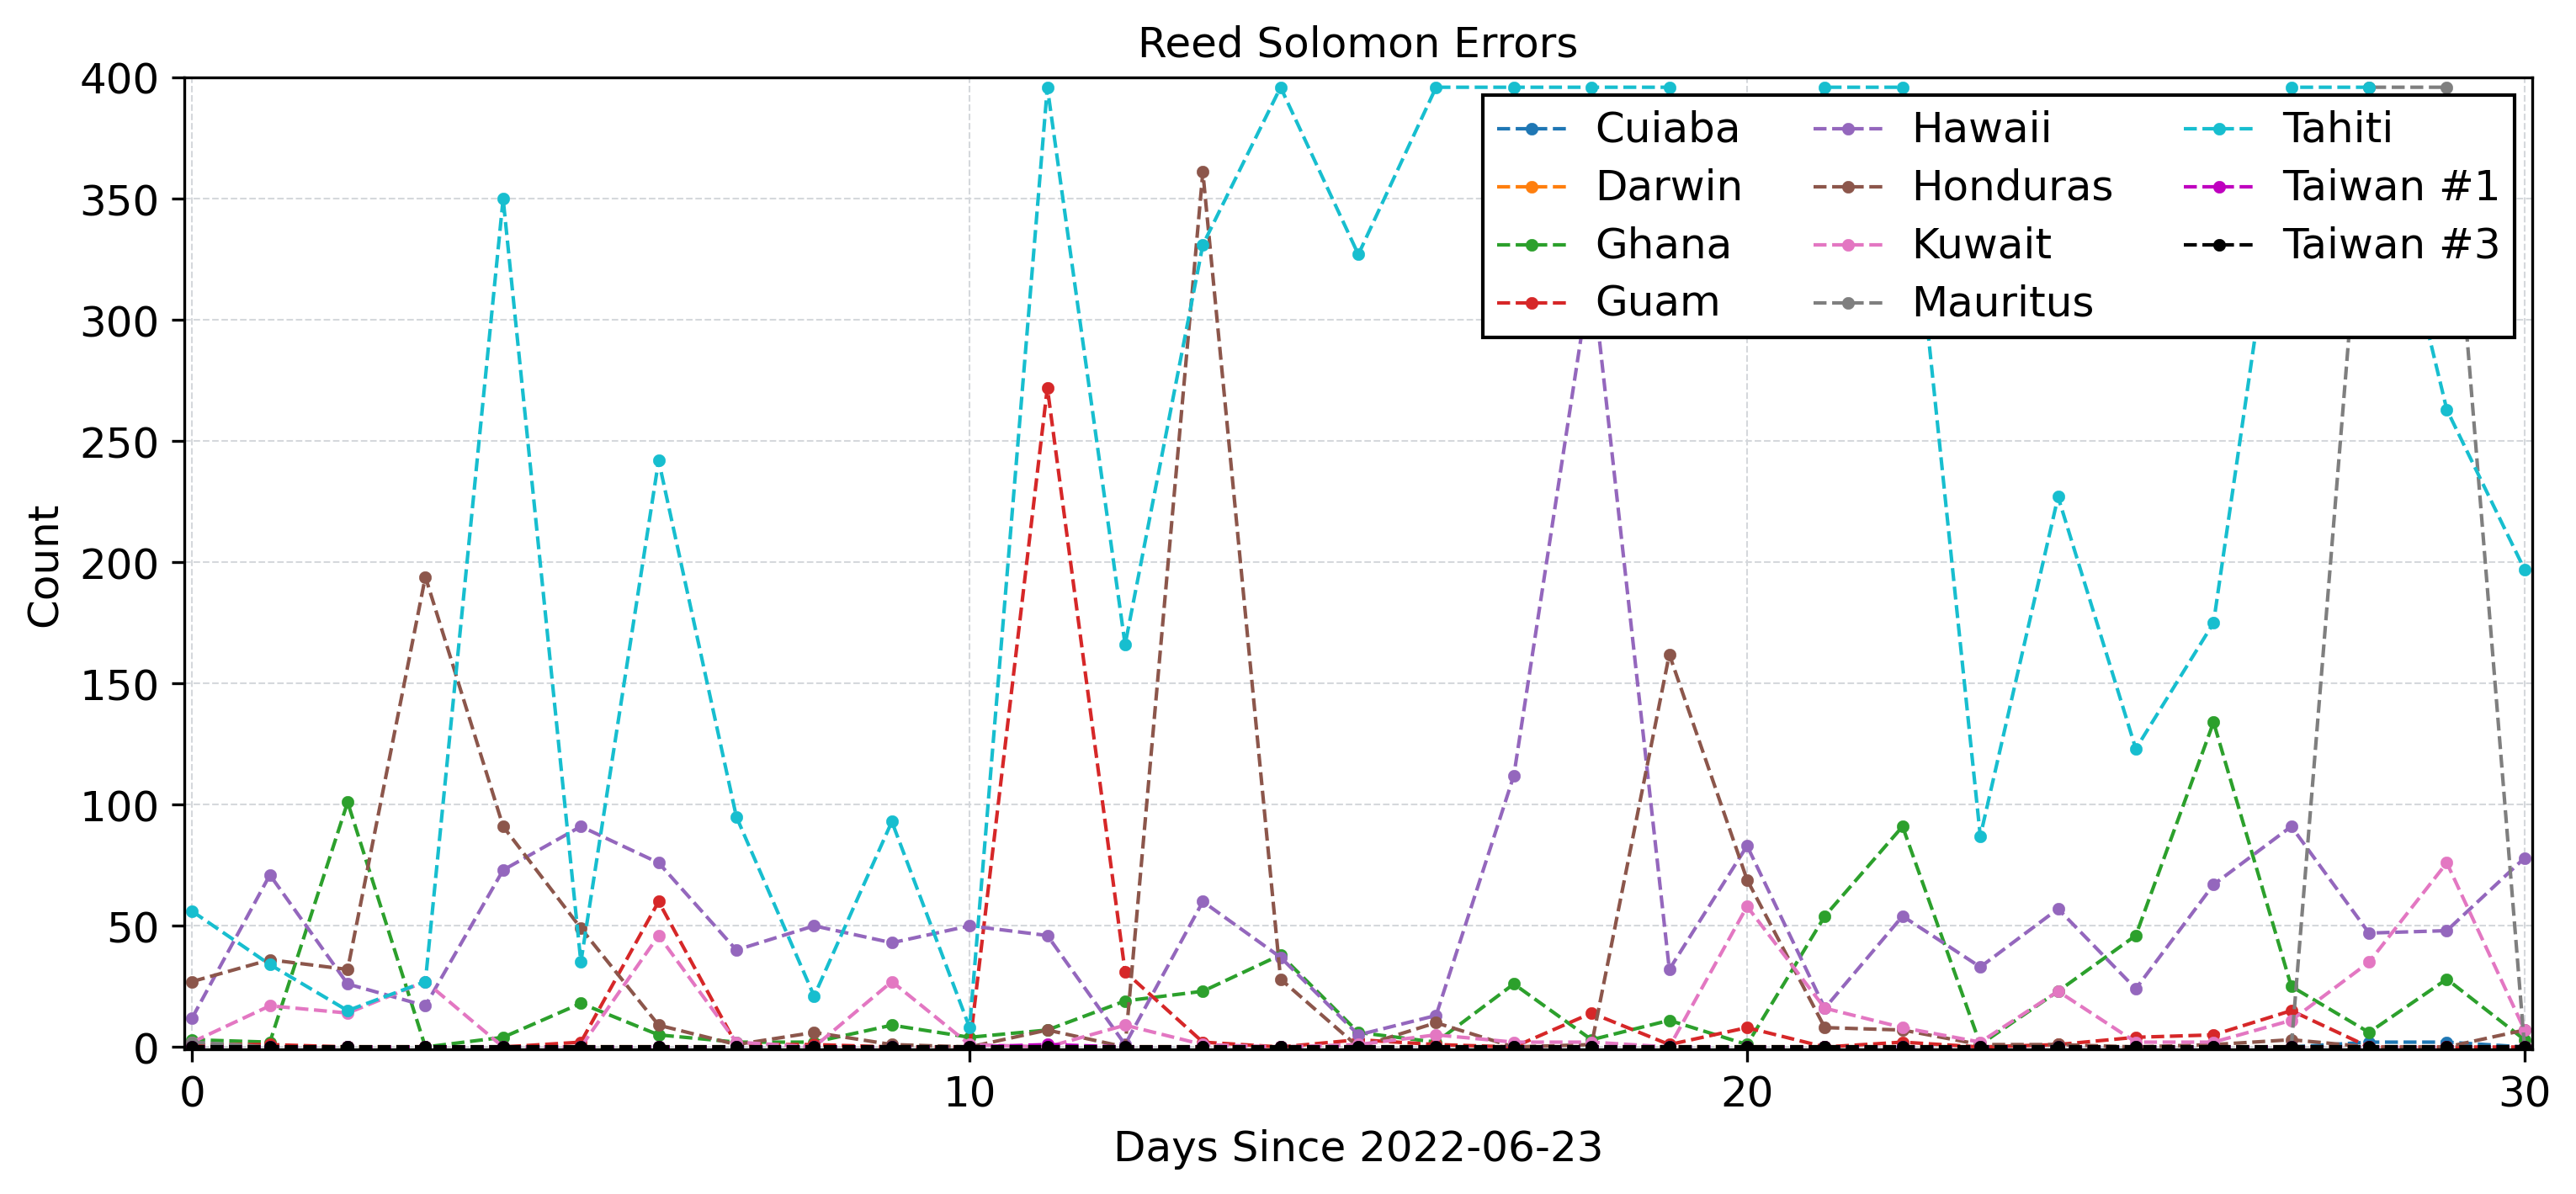 Reed Solomon Errors
400
350
300
250
200
150
100
50
0
Count
Cuiaba
Darwin
Ghana
Guam
Hawaii
Honduras
Kuwait
Mauritus
Tahiti
Taiwan #1
Taiwan #3
0 10 20 30
Days Since 2022-06-23